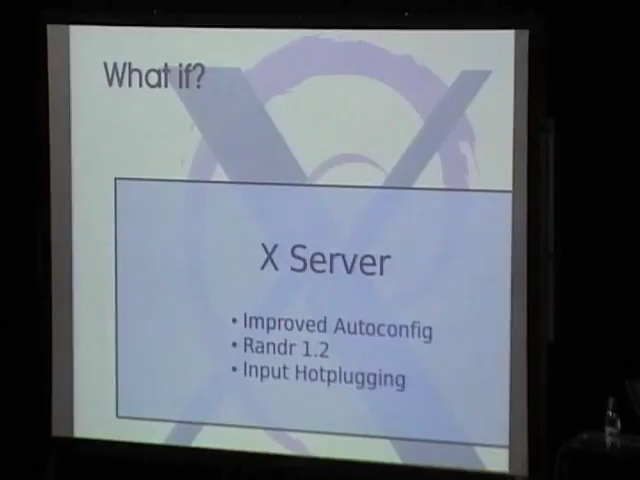 What if?
X Server
• Improved Autoconfig
• Randr 1.2
• Input Hotplugging